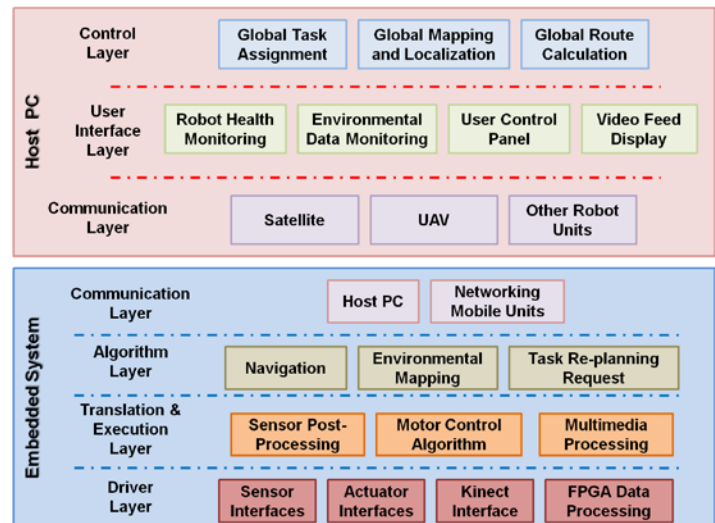 Host PC
Control
Layer
Global Task
Assignment
Global Mapping
and Localization
Global Route
Calculation
User
Interface
Layer
Robot Health
Monitoring
Environmental
Data Monitoring
User Control
Panel
Video Feed
Display
Communication
Layer
Satellite
UAV
Other Robot
Units
Embedded System
Communication
Layer
Host PC
Networking
Mobile Units
Algorithm
Layer
Navigation
Environmental
Mapping
Task Re-planning
Request
Translation &
Execution
Layer
Sensor Post-
Processing
Motor Control
Algorithm
Multimedia
Processing
Driver
Layer
Sensor
Interfaces
Actuator
Interfaces
Kinect
Interface
FPGA Data
Processing